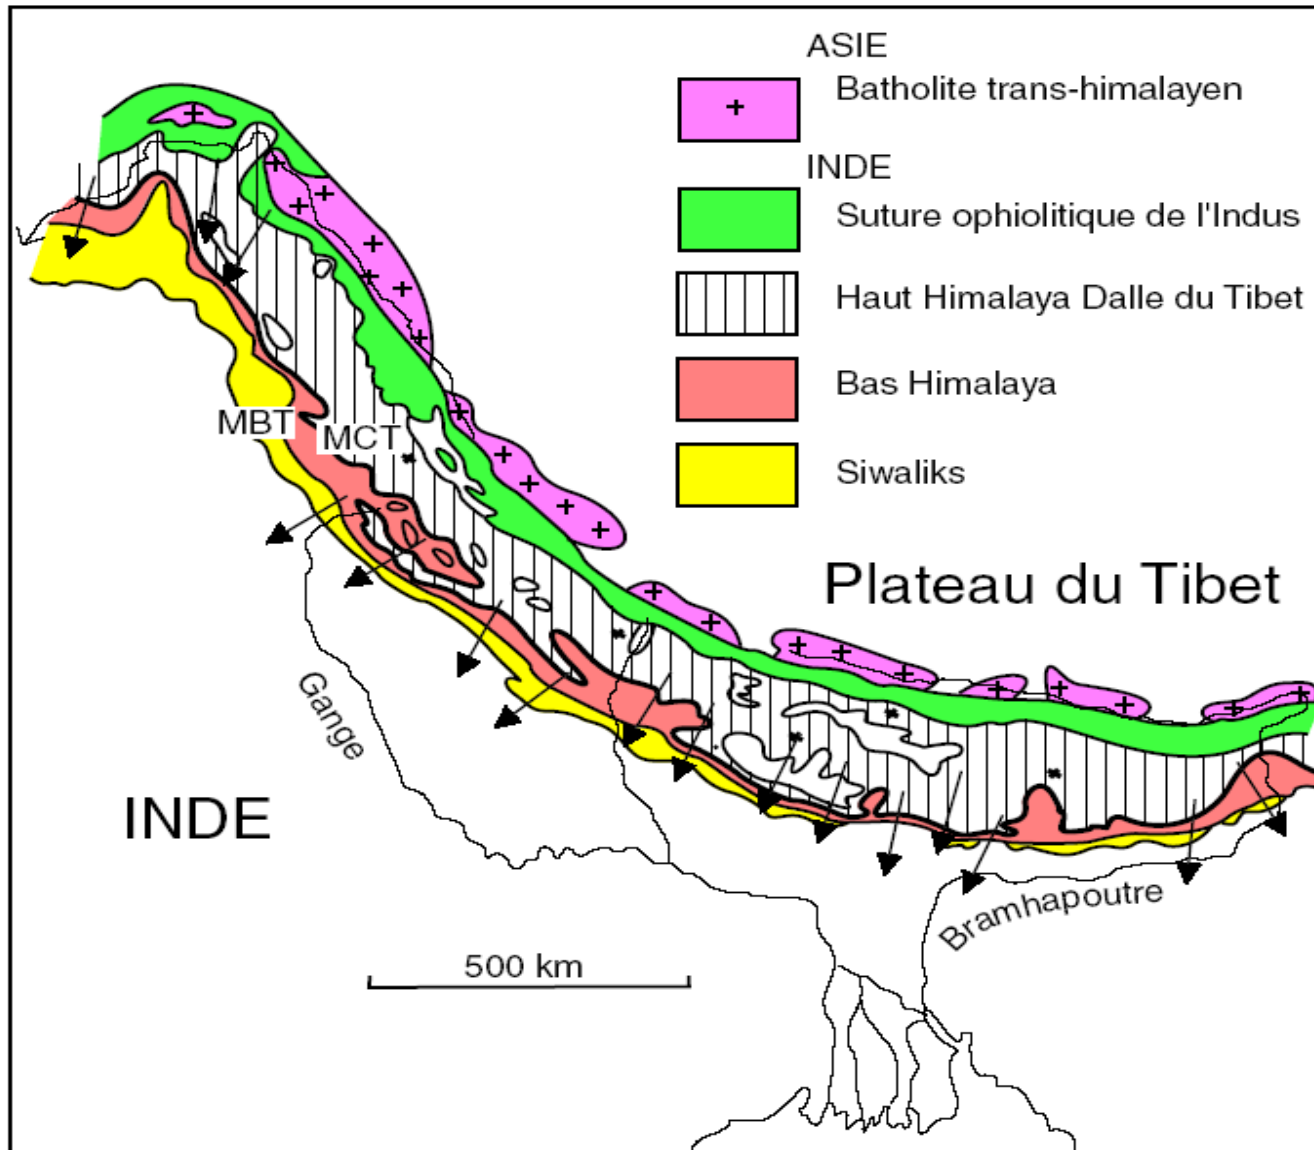 ASIE
Batholite trans-himalayen
INDE
Suture ophiolitique de l'Indus
Haut Himalaya Dalle du Tibet
Bas Himalaya
Siwaliks
MBT
MCT
Plateau du Tibet
Gange
INDE
Bramhapoutre
500 km